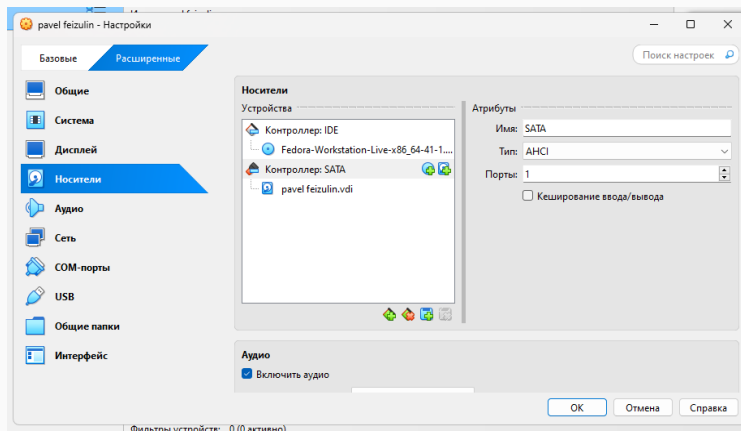 pavel feizulin - Настройки
Базовые
Расширенные
Поиск настроек
Общие
Система
Дисплей
Носители
Аудио
Сеть
COM-порты
USB
Общие папки
Интерфейс
Носители
Устройства
Контроллер: IDE
Fedora-Workstation-Live-x86_64-41-1....
Контроллер: SATA
pavel feizulin.vdi
Атрибуты
Имя: SATA
Тип: AHCI
Порты: 1
Кеширование ввода/вывода
Аудио
Включить аудио
OK
Отмена
Справка
Фильтры устройств: 0 (0 активно)